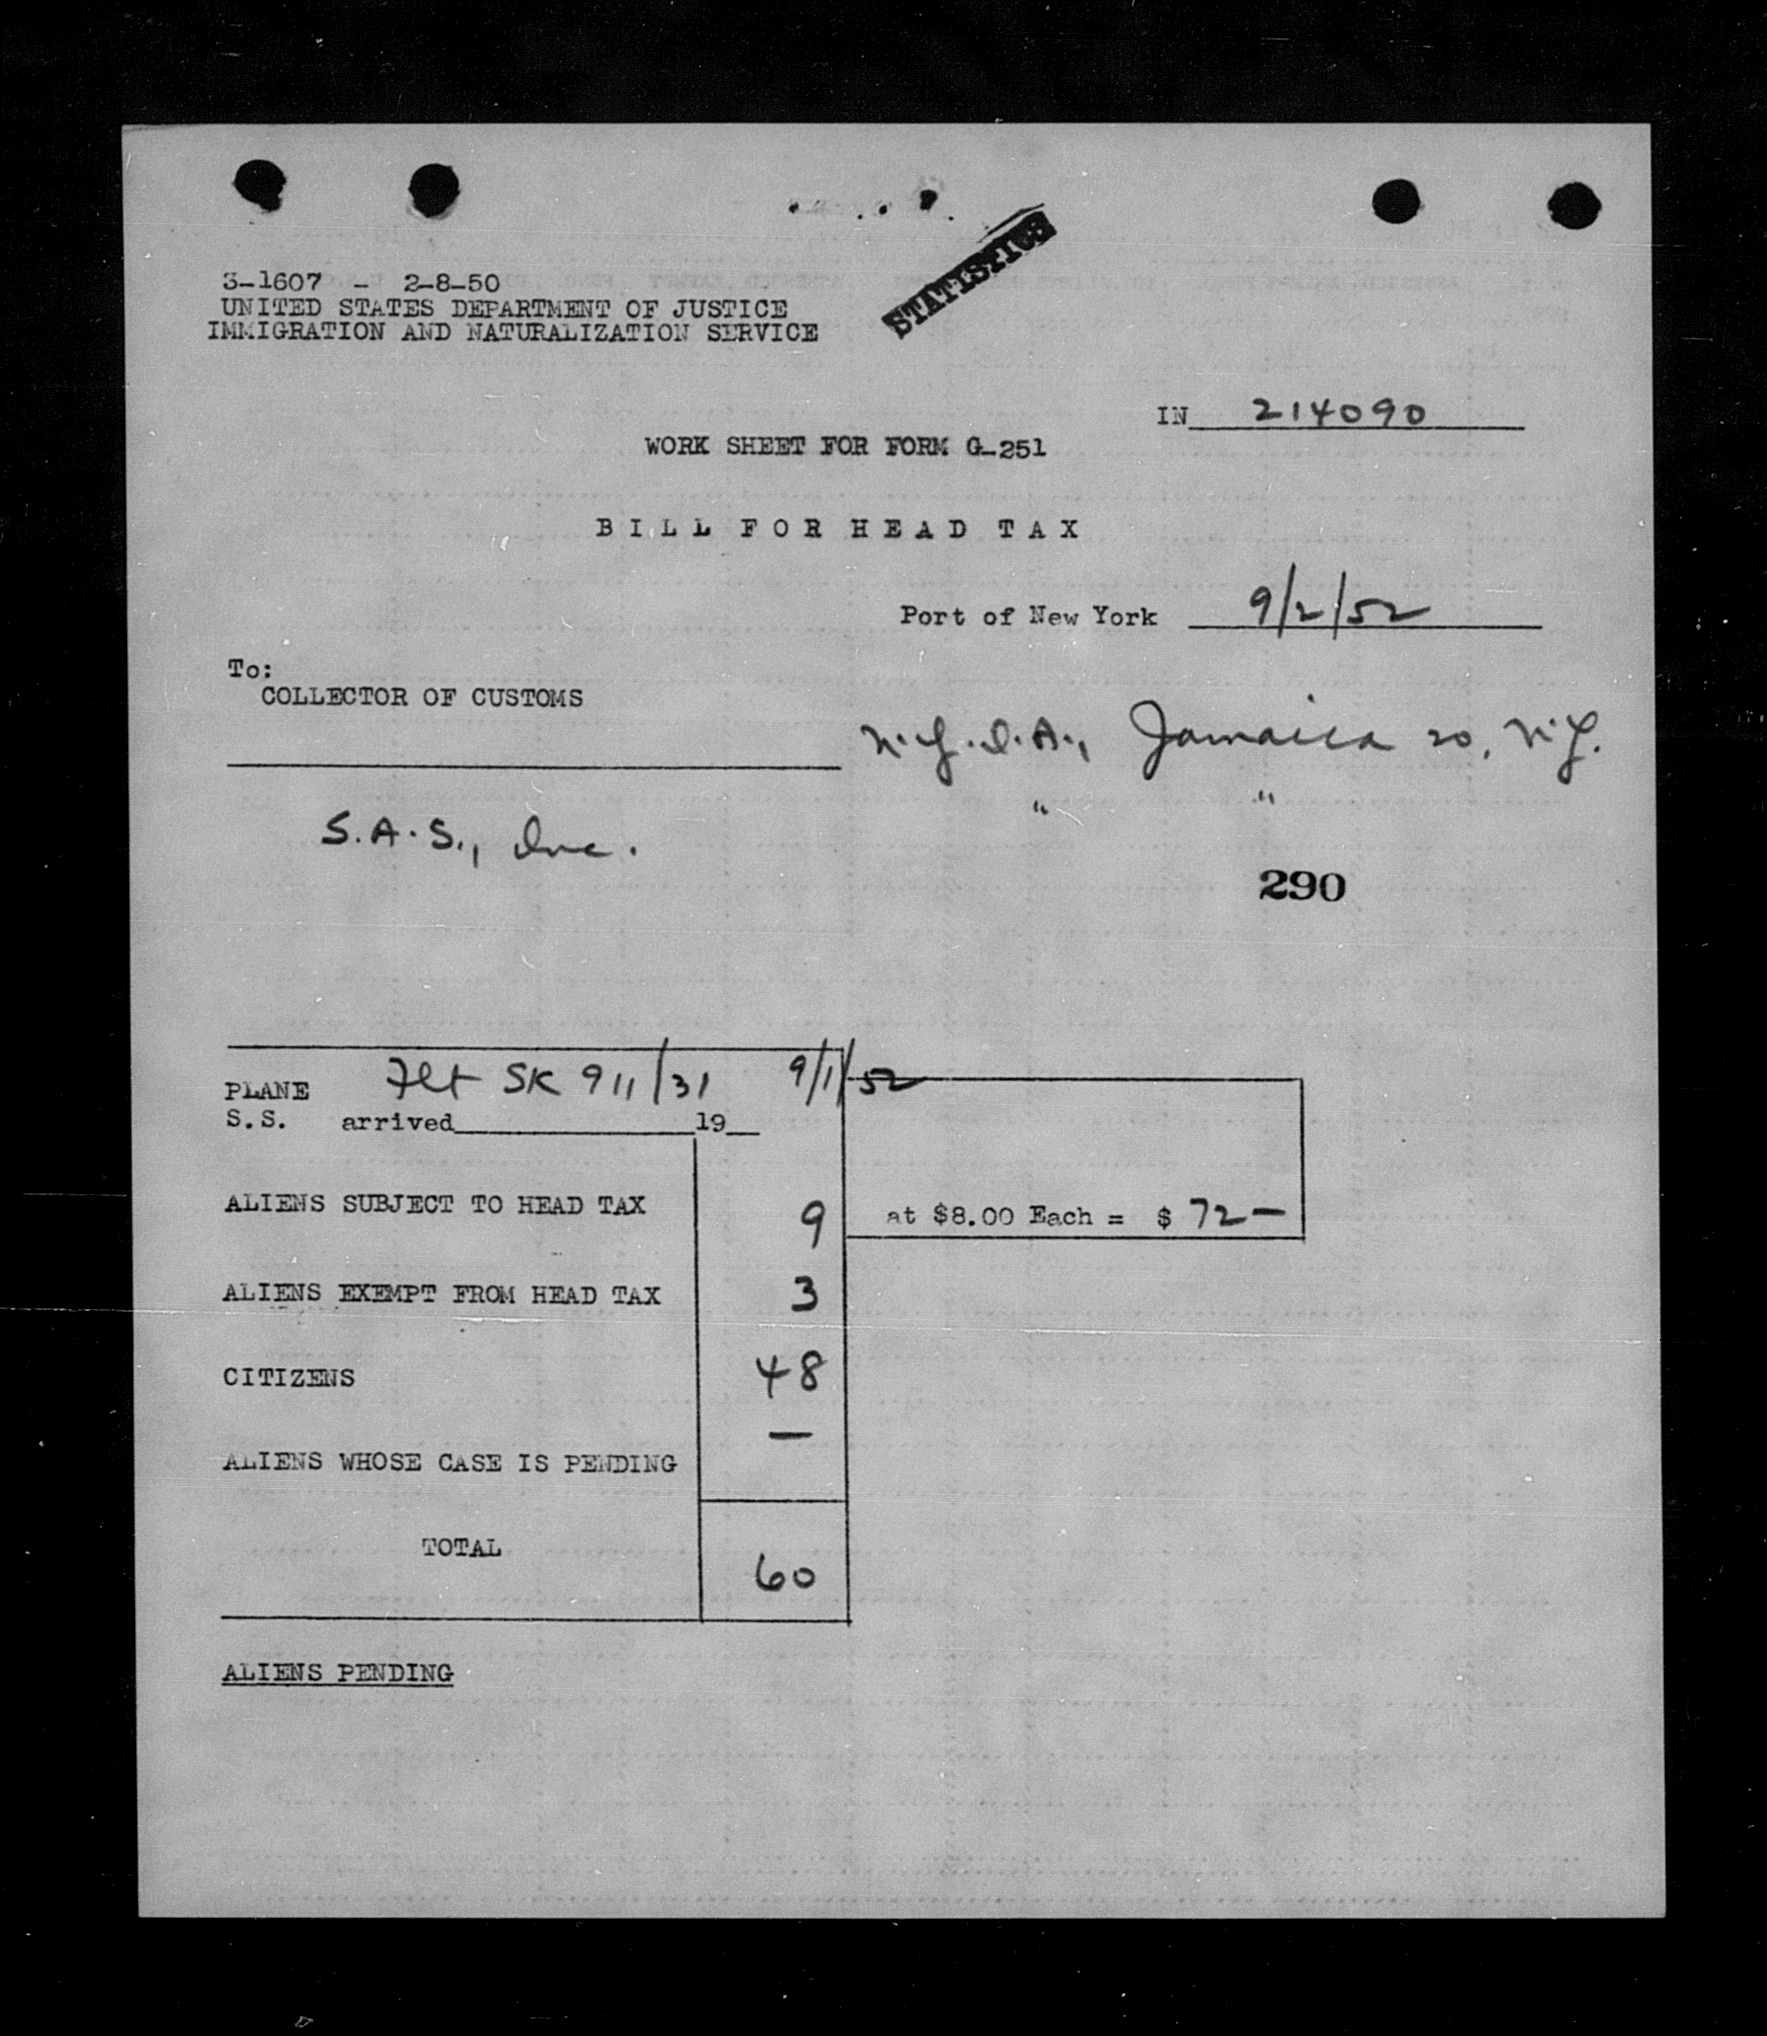 STATISTICS
3-1607 - 2-8-50
UNITED STATES DEPARTMENT OF JUSTICE
IMMIGRATION AND NATURALIZATION SERVICE
IN 214090
WORK SHEET FOR FORM G-251
BILL FOR HEAD TAX
Port of New York 9/2/52
To:
COLLECTOR OF CUSTOMS
N.Y.I.A., Jamaica 20, N.Y.
" "
S.A.S., Inc.
290
PLANE Flt SK 911/31 9/1/52
S.S. arrived 19
ALIENS SUBJECT TO HEAD TAX 9 at $8.00 Each = $ 72-
ALIENS EXEMPT FROM HEAD TAX 3
CITIZENS 48
ALIENS WHOSE CASE IS PENDING —
TOTAL 60
ALIENS PENDING